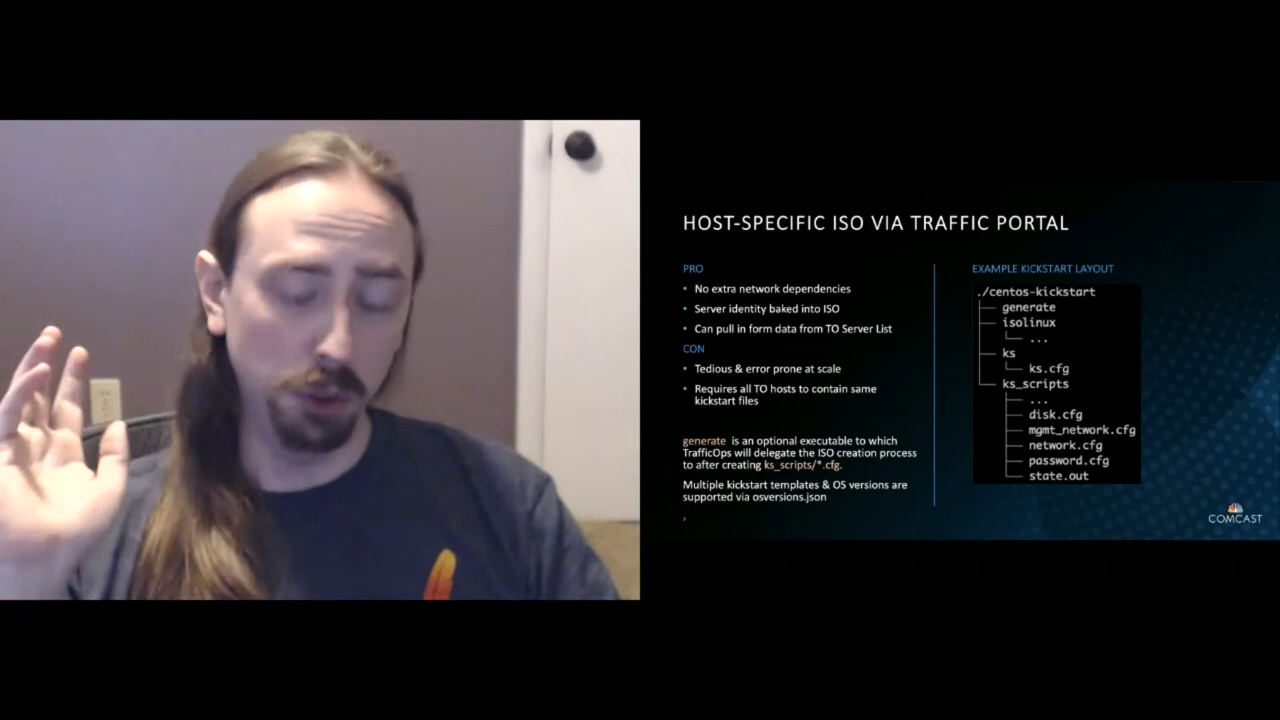 HOST-SPECIFIC ISO VIA TRAFFIC PORTAL
PRO
• No extra network dependencies
• Server identity baked into ISO
• Can pull in form data from TO Server List
CON
• Tedious & error prone at scale
• Requires all TO hosts to contain same
kickstart files
generate is an optional executable to which
TrafficOps will delegate the ISO creation process
to after creating ks_scripts/*.cfg.
Multiple kickstart templates & OS versions are
supported via osversions.json
EXAMPLE KICKSTART LAYOUT
./centos-kickstart
generate
isolinux
...
ks
ks.cfg
ks_scripts
...
disk.cfg
mgmt_network.cfg
network.cfg
password.cfg
state.out
COMCAST